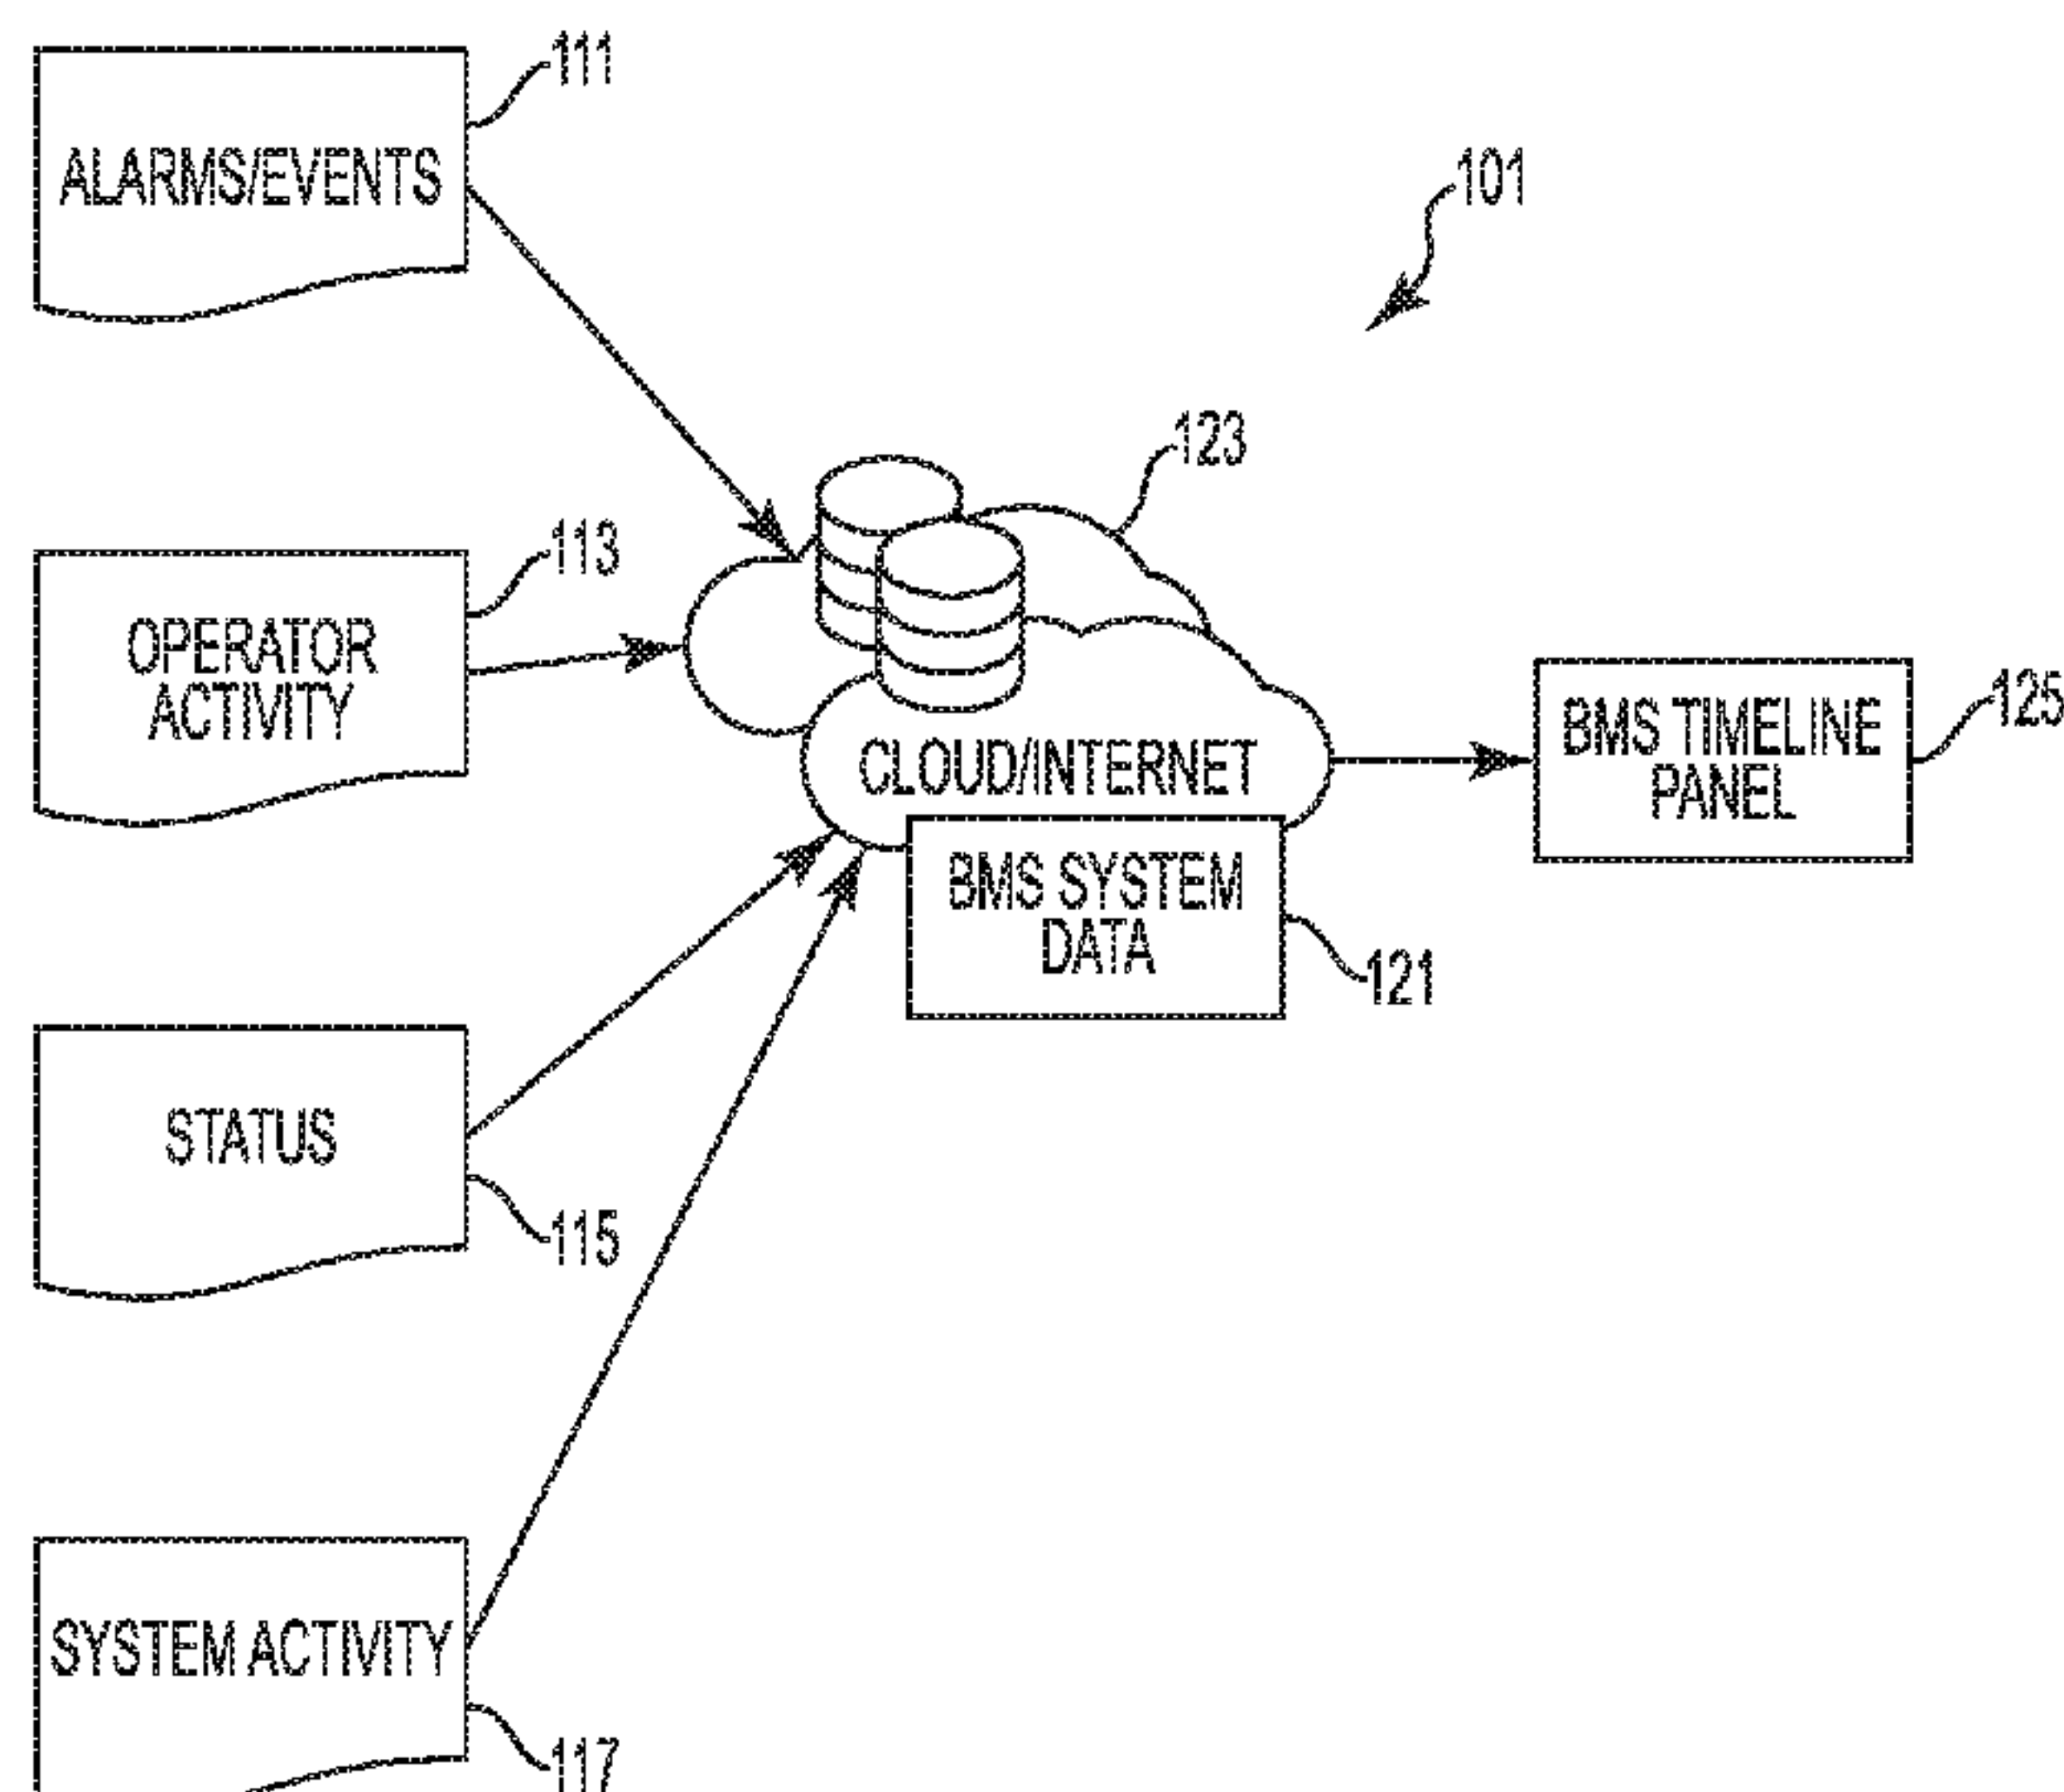 111
ALARMS/EVENTS
101
123
113
OPERATOR
ACTIVITY
125
BMS TIMELINE
PANEL
CLOUD/INTERNET
BMS SYSTEM
DATA
121
STATUS
115
SYSTEM ACTIVITY
117